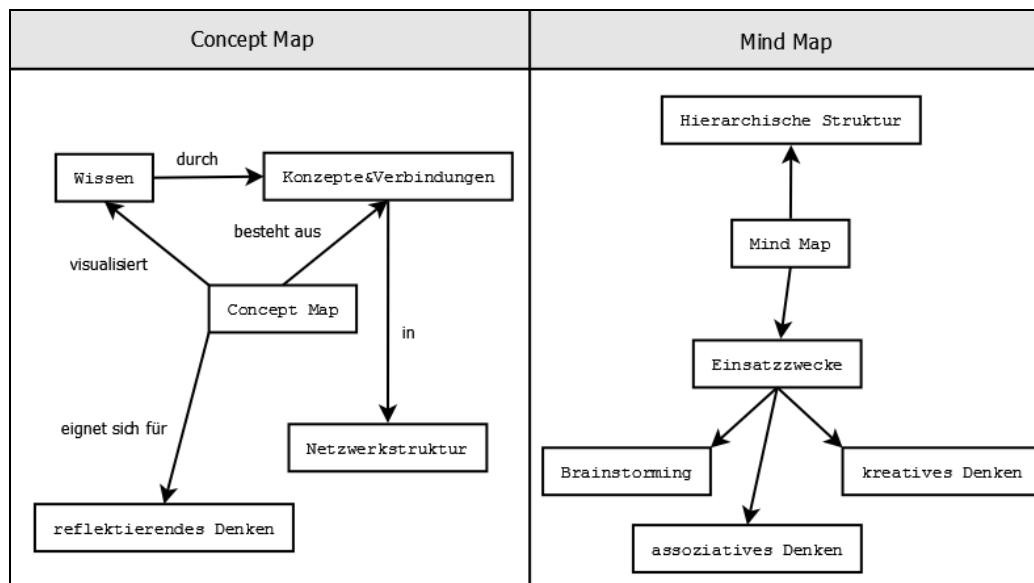 Concept Map
Mind Map
Hierarchische Struktur
durch
Wissen
Konzepte&Verbindungen
besteht aus
Mind Map
visualisiert
Concept Map
in
Einsatzzwecke
eignet sich für
Netzwerkstruktur
Brainstorming
kreatives Denken
reflektierendes Denken
assoziatives Denken